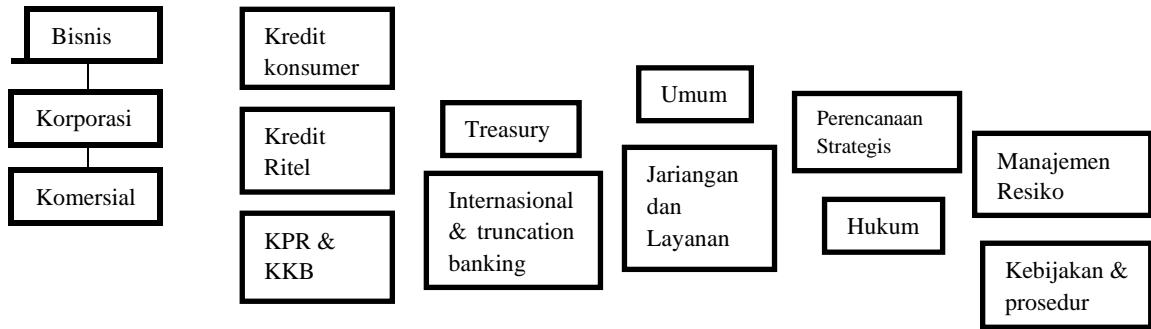 Bisnis
Korporasi
Komersial
Kredit
konsumer
Kredit
Ritel
KPR &
KKB
Treasury
Internasional
& truncation
banking
Umum
Jariangan
dan
Layanan
Perencanaan
Strategis
Hukum
Manajemen
Resiko
Kebijakan &
prosedur